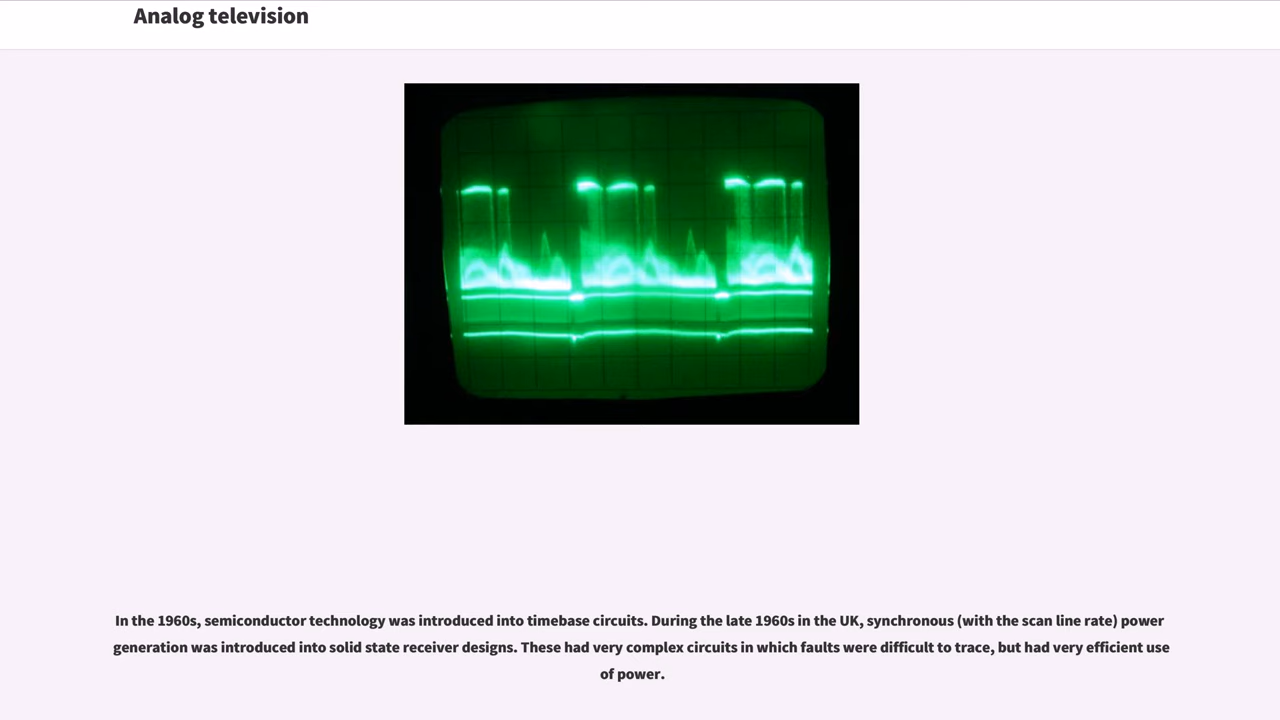 Analog television
In the 1960s, semiconductor technology was introduced into timebase circuits. During the late 1960s in the UK, synchronous (with the scan line rate) power
generation was introduced into solid state receiver designs. These had very complex circuits in which faults were difficult to trace, but had very efficient use
of power.